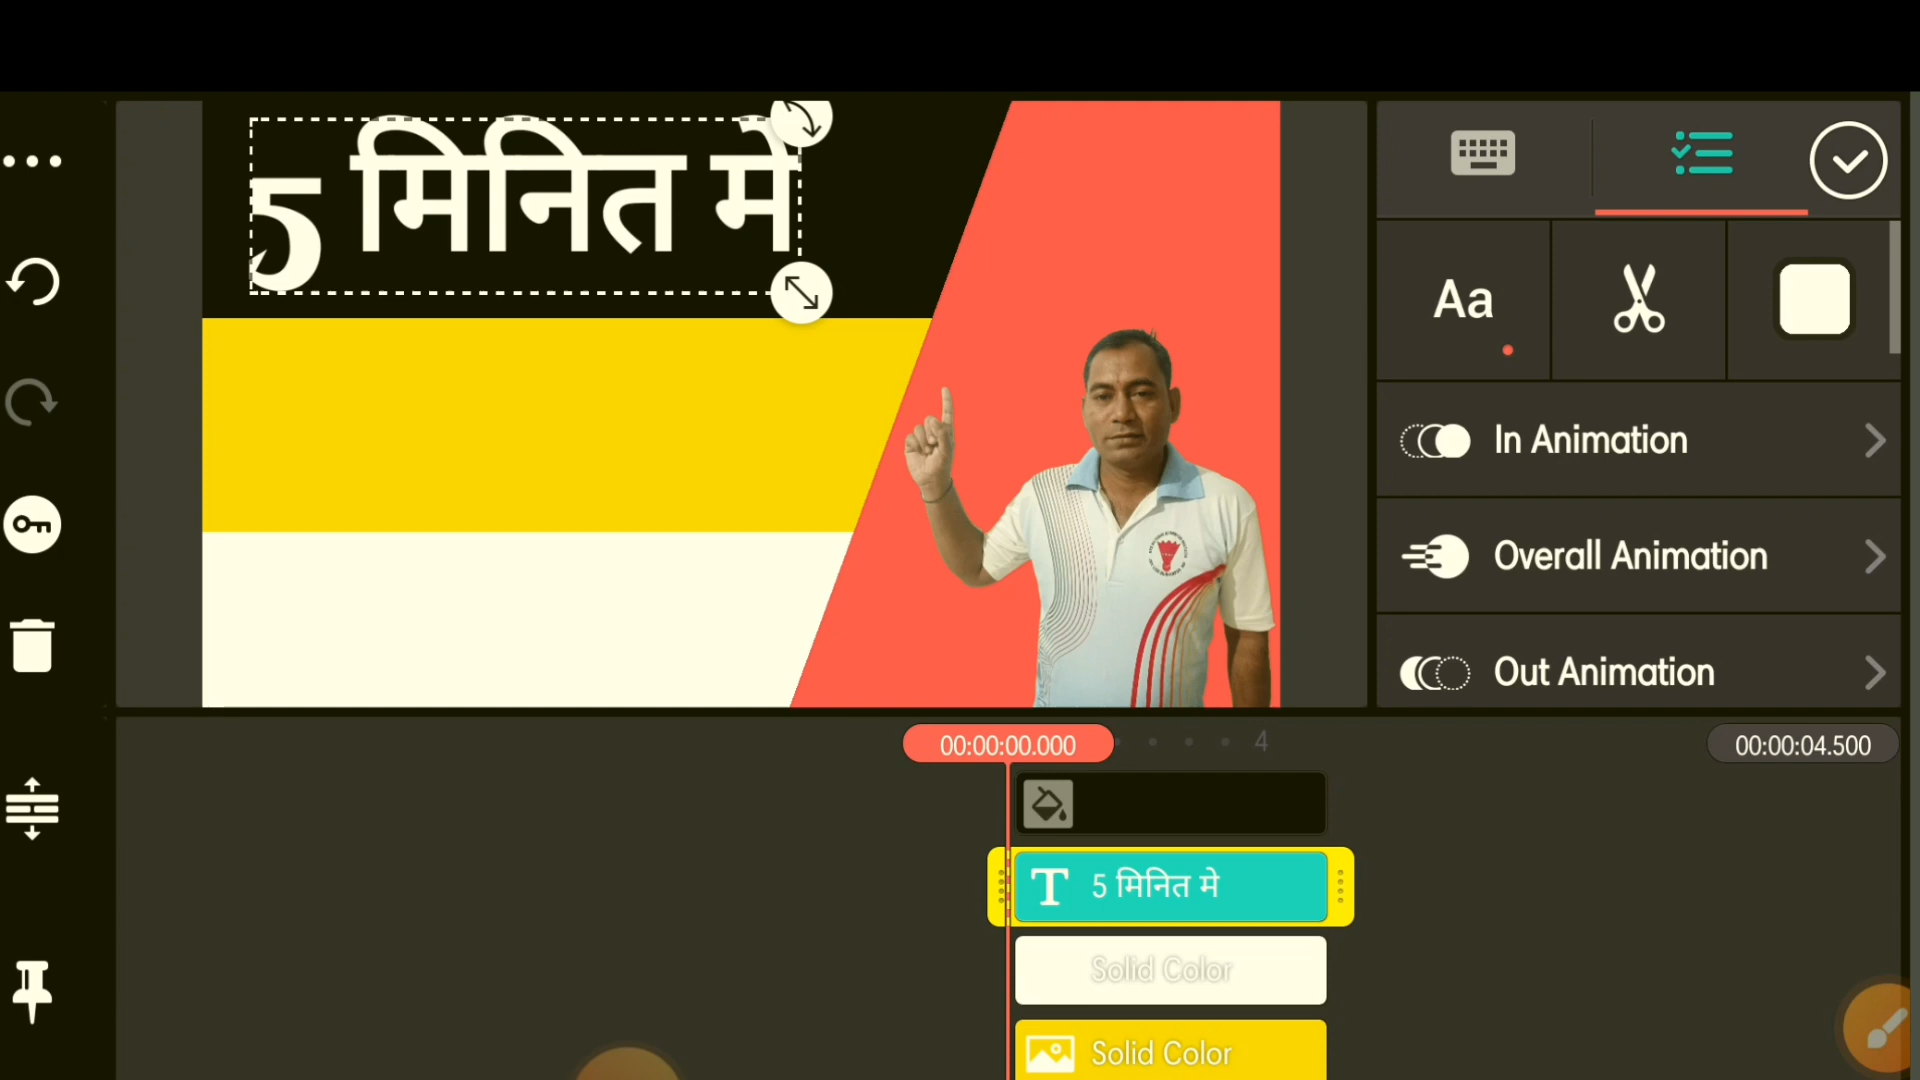 5 मिनित मे
Aa
In Animation
Overall Animation
Out Animation
00:00:00.000
4
00:00:04.500
T 5 मिनित मे
Solid Color
Solid Color